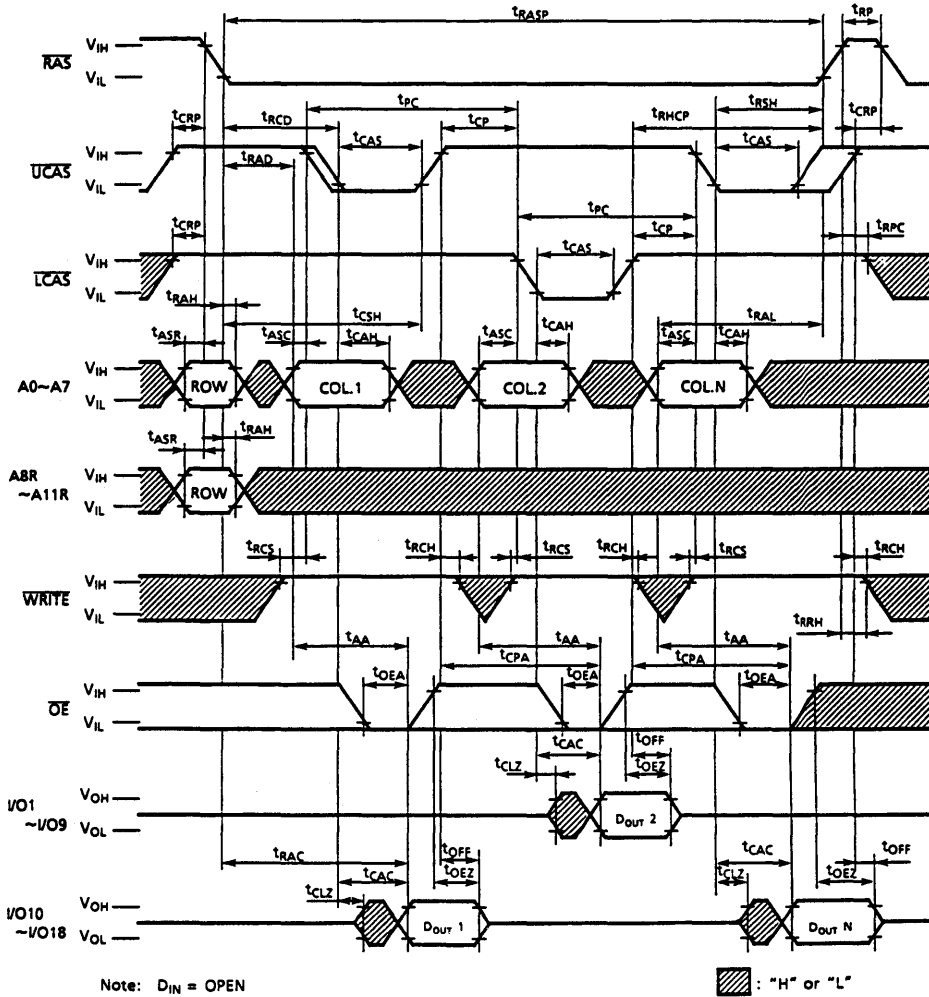 tRASP
tRP
VIH
RAS
VIL
tPC
tRSH
tCRP
tCRP
tRCD
tCP
tRHCP
tCAS
tCAS
VIH
tRAD
UCAS
VIL
tPC
tCRP
tCP
tRPC
VIH
tCAS
LCAS
VIL
tRAH
tCSH
tRAL
tASR
tASC
tCAH
tASC
tCAH
tASC
tCAH
VIH
A0~A7
ROW
COL.1
COL.2
COL.N
VIL
tASR
tRAH
A8R
VIH
~A11R
ROW
VIL
tRCS
tRCH
tRCS
tRCH
tRCS
tRCH
VIH
WRITE
VIL
tRRH
tAA
tAA
tAA
tCPA
tCPA
tOEA
tOEA
tOEA
VIH
OE
VIL
tCAC
tOFF
tCLZ
tOEZ
I/O1
VOH
~I/O9
DOUT 2
VOL
tRAC
tOFF
tCAC
tOFF
tCAC
tOEZ
tCLZ
tOEZ
tCLZ
I/O10
VOH
~I/O18
DOUT 1
DOUT N
VOL
Note: DIN = OPEN
: "H" or "L"